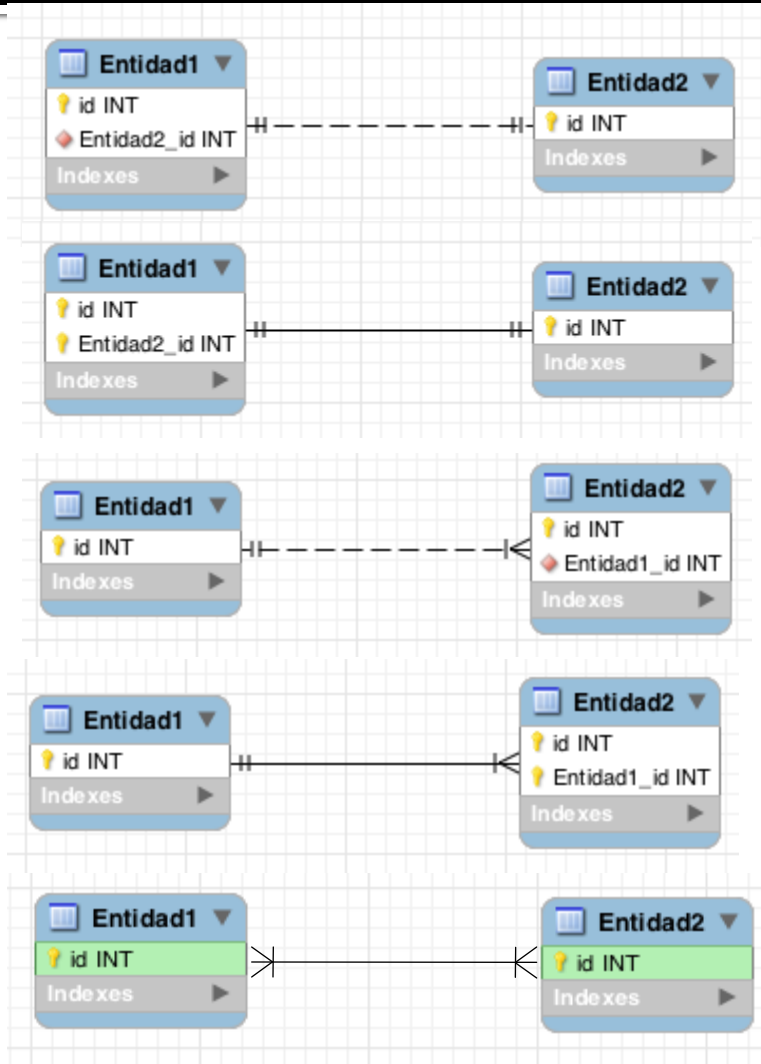 Entidad1
id INT
Entidad2_id INT
Indexes
Entidad2
id INT
Indexes
Entidad1
id INT
Entidad2_id INT
Indexes
Entidad2
id INT
Indexes
Entidad1
id INT
Indexes
Entidad2
id INT
Entidad1_id INT
Indexes
Entidad1
id INT
Indexes
Entidad2
id INT
Entidad1_id INT
Indexes
Entidad1
id INT
Indexes
Entidad2
id INT
Indexes